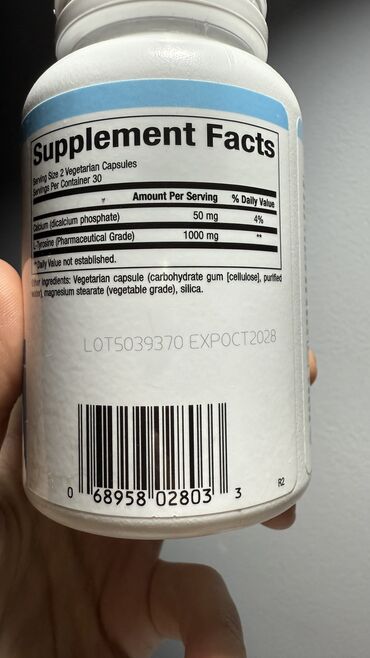 Supplement Facts
Serving Size 2 Vegetarian Capsules
Servings Per Container 30
Amount Per Serving % Daily Value
Calcium (dicalcium phosphate) 50 mg 4%
L-Tyrosine (Pharmaceutical Grade) 1000 mg **
**Daily Value not established.
Other ingredients: Vegetarian capsule (carbohydrate gum [cellulose], purified
water), magnesium stearate (vegetable grade), silica.
LOT5039370 EXPOCT2028
0 68958 02803 3
R2